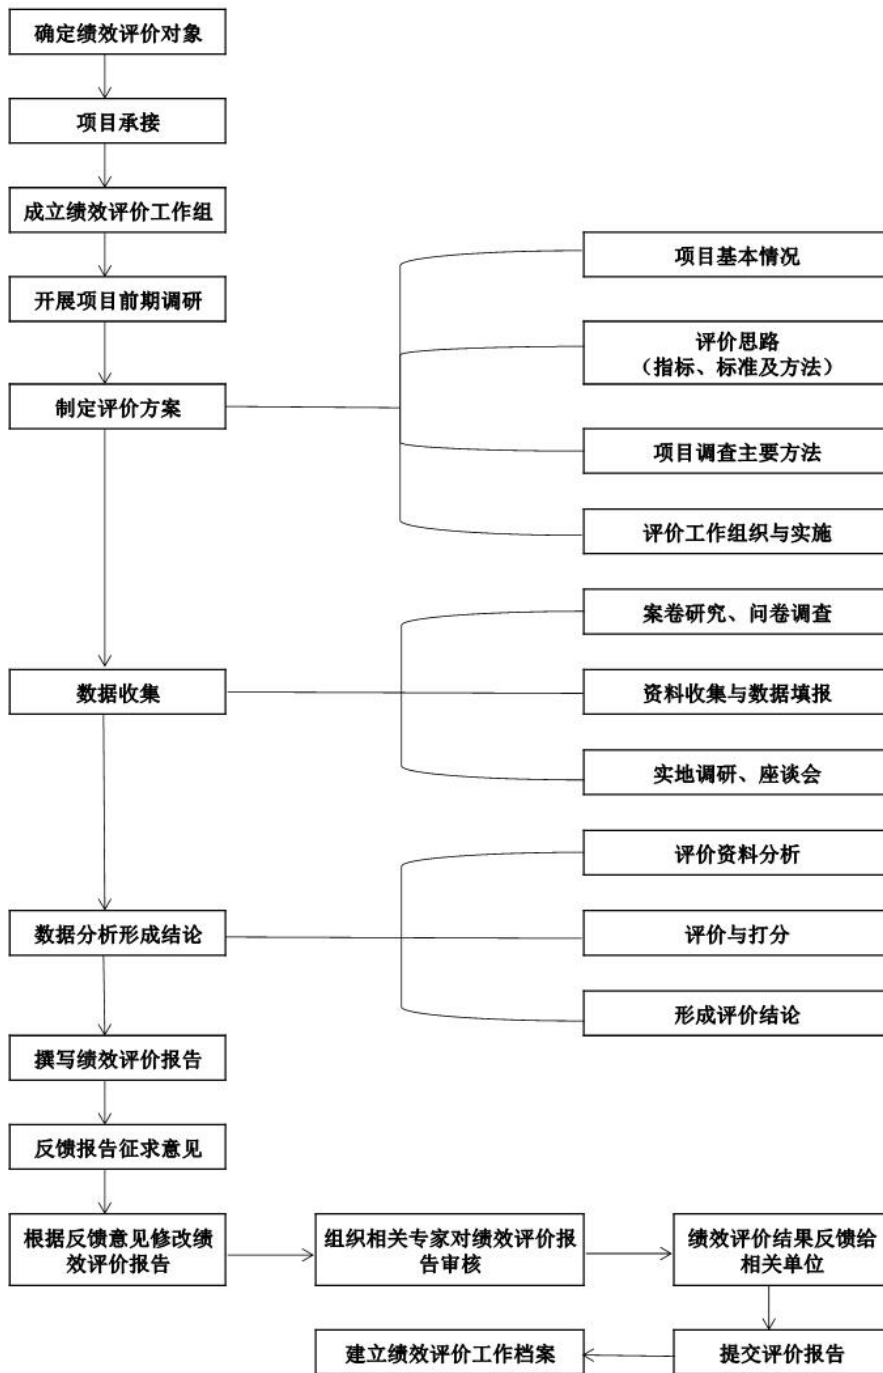 确定绩效评价对象
项目承接
成立绩效评价工作组
开展项目前期调研
制定评价方案
项目基本情况
评价思路
（指标、标准及方法）
项目调查主要方法
评价工作组织与实施
数据收集
案卷研究、问卷调查
资料收集与数据填报
实地调研、座谈会
数据分析形成结论
评价资料分析
评价与打分
形成评价结论
撰写绩效评价报告
反馈报告征求意见
根据反馈意见修改绩
效评价报告
组织相关专家对绩效评价报
告审核
绩效评价结果反馈给
相关单位
提交评价报告
建立绩效评价工作档案